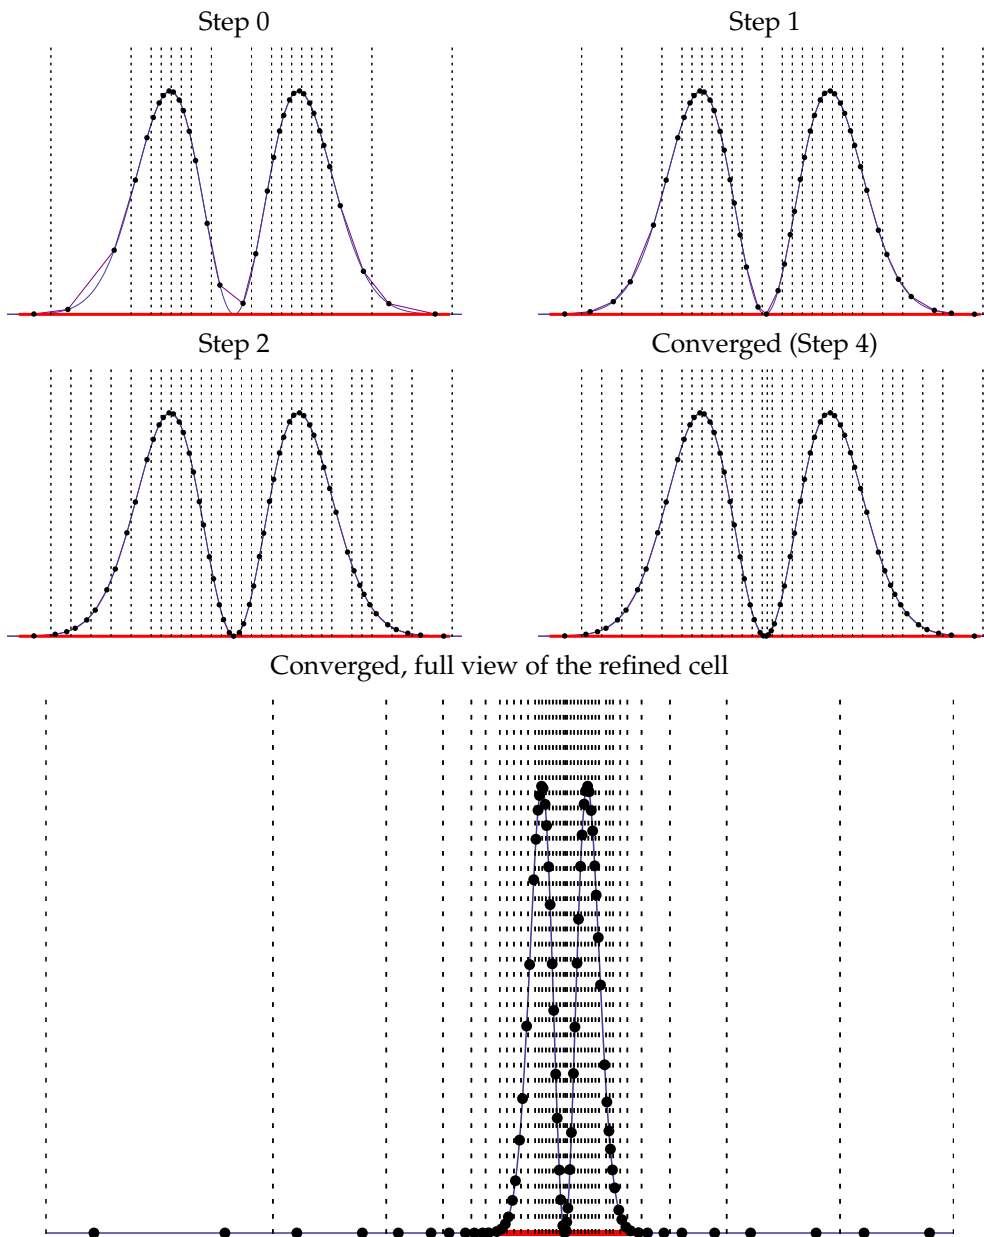 Step 0
Step 1
Step 2
Converged (Step 4)
Converged, full view of the refined cell